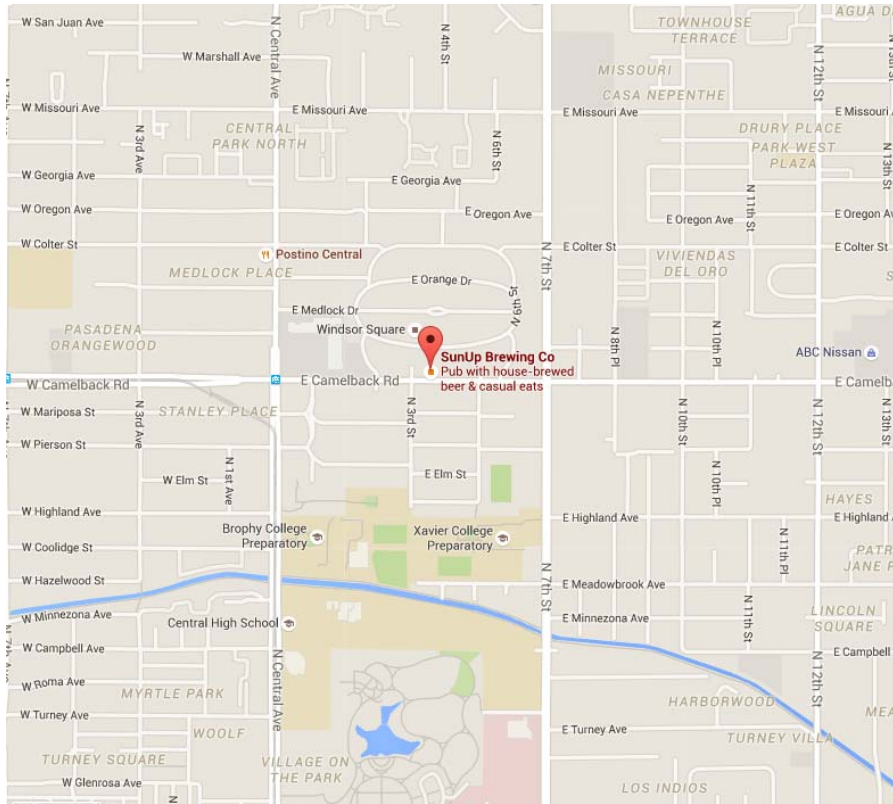 W San Juan Ave
N Central Ave
N 4th St
TOWNHOUSE
TERRACE
AGUA D
W Marshall Ave
N 12th St
MISSOURI
CASA NEPENTHE
W Missouri Ave
E Missouri Ave
E Missouri Ave
E Missouri
N 3rd Ave
CENTRAL
PARK NORTH
N 6th St
DRURY PLACE
PARK WEST
PLAZA
N 13th St
W Georgia Ave
E Georgia Ave
N 11th St
W Oregon Ave
E Oregon Ave
E Oregon Ave
E Oregon Av
W Colter St
E Colter St
E Colter St
Postino Central
N 7th St
VIVIENDAS
DEL ORO
MEDLOCK PLACE
E Orange Dr
E Medlock Dr
N 6th St
Windsor Square
PASADENA
ORANGEWOOD
N 8th Pl
N 10th Pl
ABC Nissan
SunUp Brewing Co
Pub with house-brewed
beer & casual eats
W Camelback Rd
E Camelback Rd
E Camelb
W Mariposa St
STANLEY PLACE
N 3rd Ave
N 3rd St
N 10th St
N 12th St
N 13th St
W Pierson St
W Elm St
N 1st Ave
E Elm St
N 10th Pl
HAYES
W Highland Ave
E Highland Ave
E Highland
Brophy College
Preparatory
Xavier College
Preparatory
W Coolidge St
N 11th Pl
PATR
JANE P
W Hazelwood St
N 7th St
E Meadowbrook Ave
W Minnezona Ave
Central High School
E Minnezona Ave
N 11th St
LINCOLN
SQUARE
W Campbell Ave
E Campbell
N Central Ave
N 12th St
W Roma Ave
MYRTLE PARK
HARBORWOOD
W Turney Ave
WOOLF
E Turney Ave
TURNEY VILLA
MEA
TURNEY SQUARE
VILLAGE ON
THE PARK
W Glenrosa Ave
LOS INDIOS